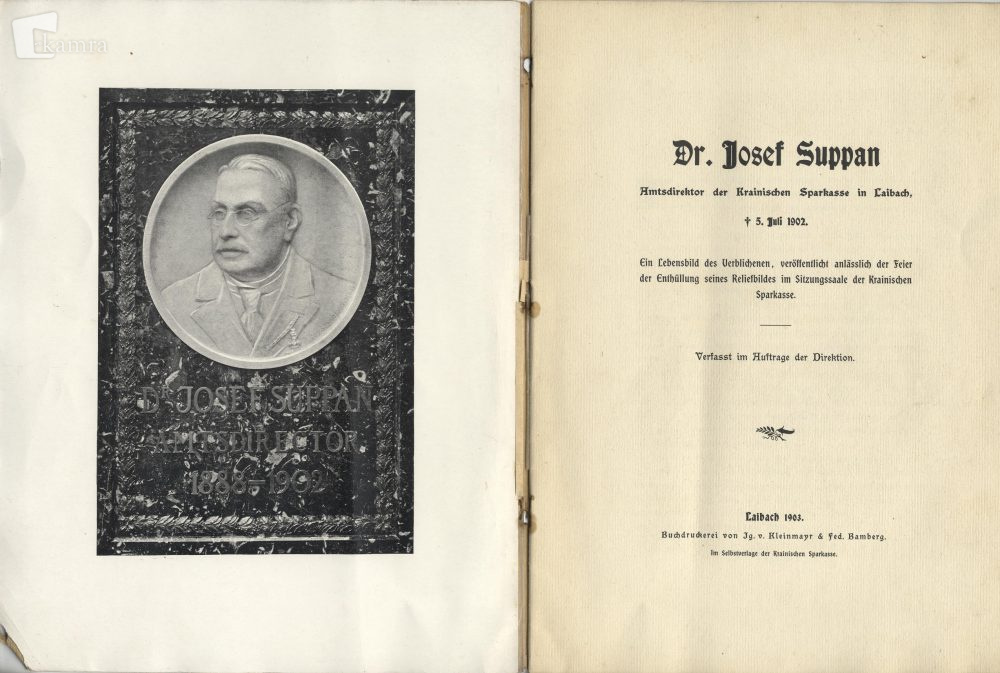 kamra
Dr. JOSEF SUPPAN
AMTSDIRECTOR
1888–1902
Dr. Josef Suppan
Amtsdirektor der Krainischen Sparkasse in Laibach,
† 5. Juli 1902.
Ein Lebensbild des Verblichenen, veröffentlicht anlässlich der Feier
der Enthüllung seines Reliefbildes im Sitzungssaale der Krainischen
Sparkasse.
Verfasst im Auftrage der Direktion.
Laibach 1903.
Buchdruckerei von Ig. v. Kleinmayr & Fed. Bamberg.
Im Selbstverlage der Krainischen Sparkasse.